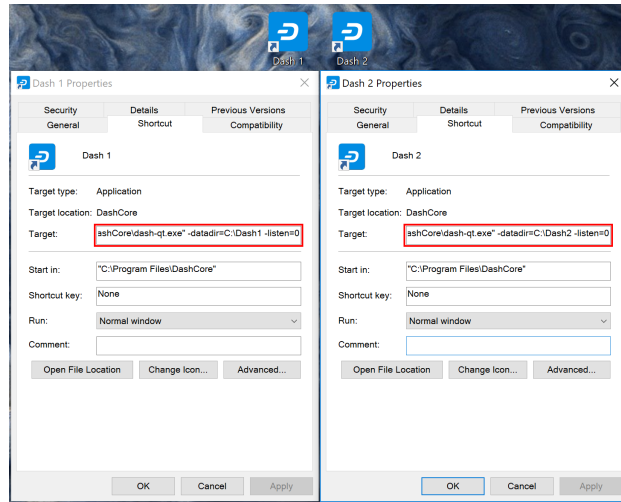 Dash 1
Dash 2
Dash 1 Properties
Security
Details
Previous Versions
General
Shortcut
Compatibility
Dash 1
Target type:
Application
Target location:
DashCore
Target:
ashCore\dash-qt.exe" -datadir=C:\Dash1 -listen=0
Start in:
"C:\Program Files\DashCore"
Shortcut key:
None
Run:
Normal window
Comment:
Open File Location
Change Icon...
Advanced...
OK
Cancel
Apply
Dash 2 Properties
Security
Details
Previous Versions
General
Shortcut
Compatibility
Dash 2
Target type:
Application
Target location:
DashCore
Target:
ashCore\dash-qt.exe" -datadir=C:\Dash2 -listen=0
Start in:
"C:\Program Files\DashCore"
Shortcut key:
None
Run:
Normal window
Comment:
Open File Location
Change Icon...
Advanced...
OK
Cancel
Apply